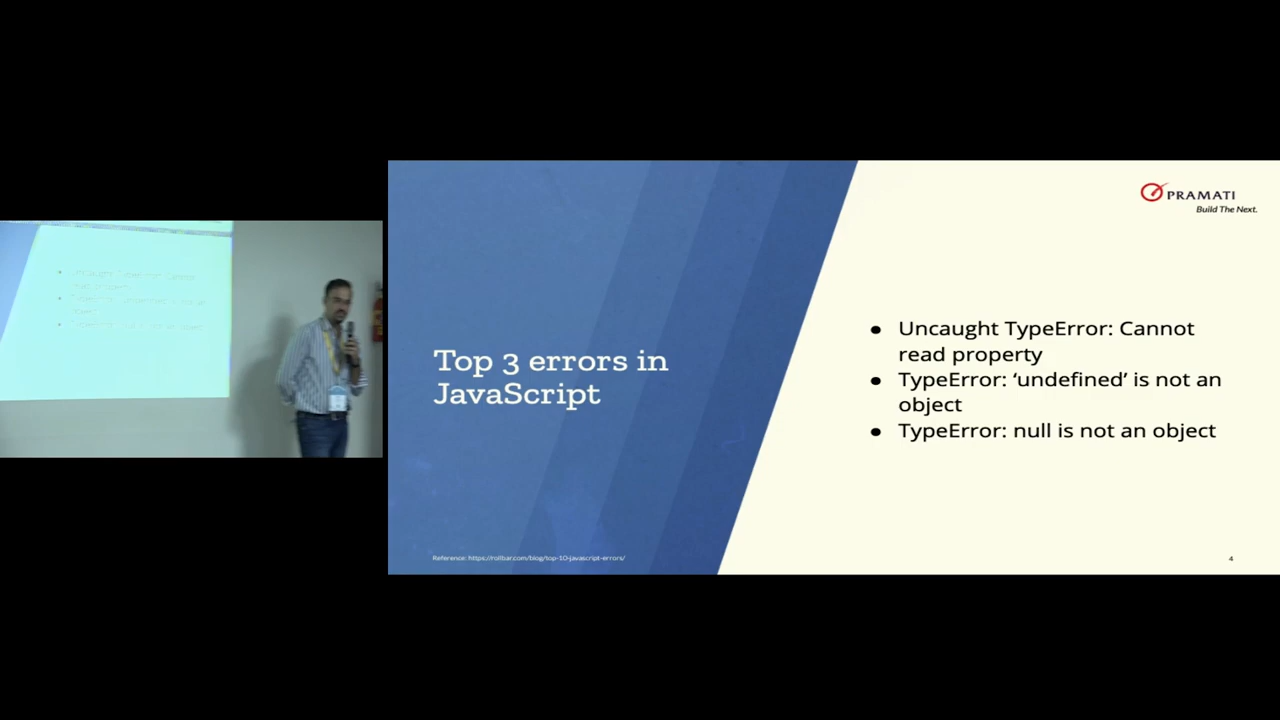 PRAMATI
Build The Next.
Top 3 errors in
JavaScript
● Uncaught TypeError: Cannot
read property
● TypeError: ‘undefined’ is not an
object
● TypeError: null is not an object
Reference: https://rollbar.com/blog/top-10-javascript-errors/
4